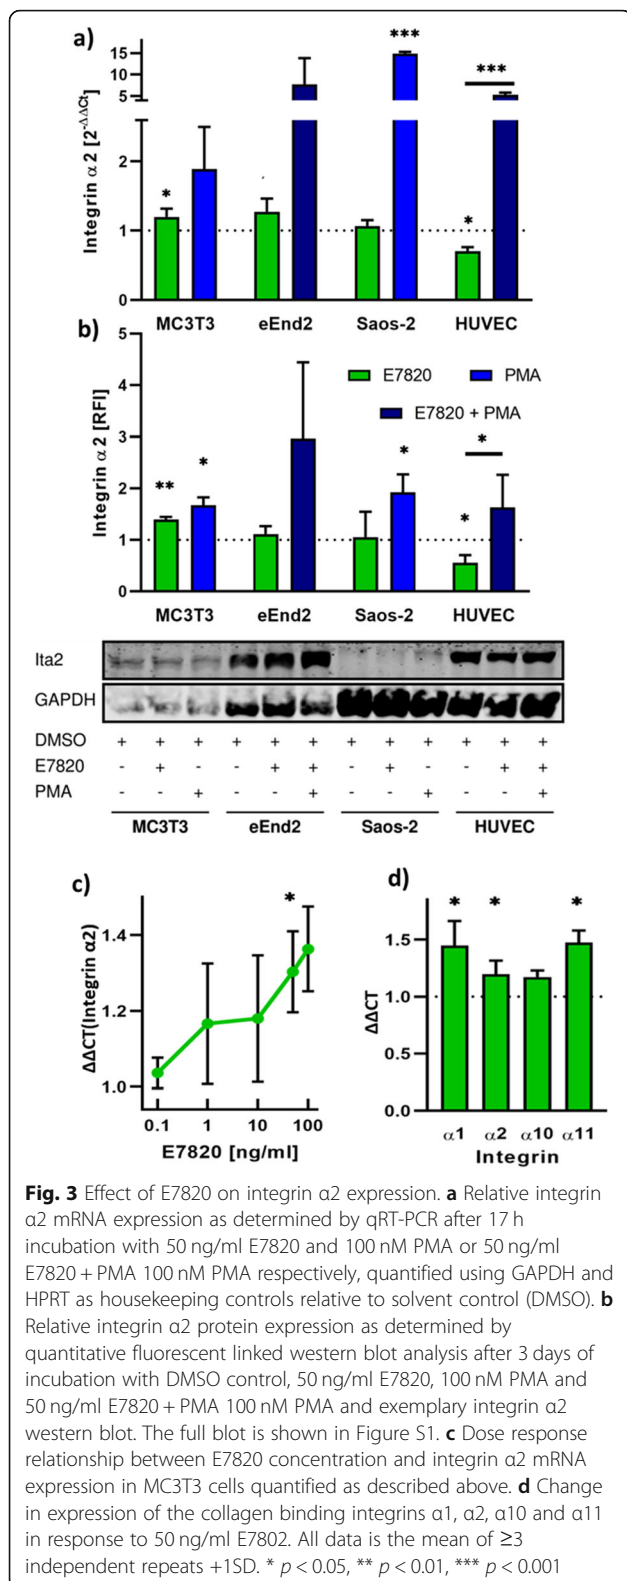 a)
***
15
10
5
***
Integrin α 2 [2^-ΔΔCt]
2
*
*
1
0
MC3T3 eEnd2 Saos-2 HUVEC
b)
5
E7820 PMA
4
E7820 + PMA
Integrin α 2 [RFI]
3
*
**
*
*
2
*
1
0
MC3T3 eEnd2 Saos-2 HUVEC
Ita2
GAPDH
DMSO + + + + + + + + + + + +
E7820 - + - - + + - + - - + +
PMA - - + - - + - - + - - +
MC3T3 eEnd2 Saos-2 HUVEC
c)
*
ΔΔCT(Integrin α2)
1.4
1.2
1.0
0.1 1 10 100
E7820 [ng/ml]
d)
* * *
ΔΔCT
1.5
1.0
0.5
0.0
α1 α2 α10 α11
Integrin
Fig. 3 Effect of E7820 on integrin α2 expression. a Relative integrin
α2 mRNA expression as determined by qRT-PCR after 17 h
incubation with 50 ng/ml E7820 and 100 nM PMA or 50 ng/ml
E7820 + PMA 100 nM PMA respectively, quantified using GAPDH and
HPRT as housekeeping controls relative to solvent control (DMSO). b
Relative integrin α2 protein expression as determined by
quantitative fluorescent linked western blot analysis after 3 days of
incubation with DMSO control, 50 ng/ml E7820, 100 nM PMA and
50 ng/ml E7820 + PMA 100 nM PMA and exemplary integrin α2
western blot. The full blot is shown in Figure S1. c Dose response
relationship between E7820 concentration and integrin α2 mRNA
expression in MC3T3 cells quantified as described above. d Change
in expression of the collagen binding integrins α1, α2, α10 and α11
in response to 50 ng/ml E7802. All data is the mean of ≥3
independent repeats +1SD. * p < 0.05, ** p < 0.01, *** p < 0.001